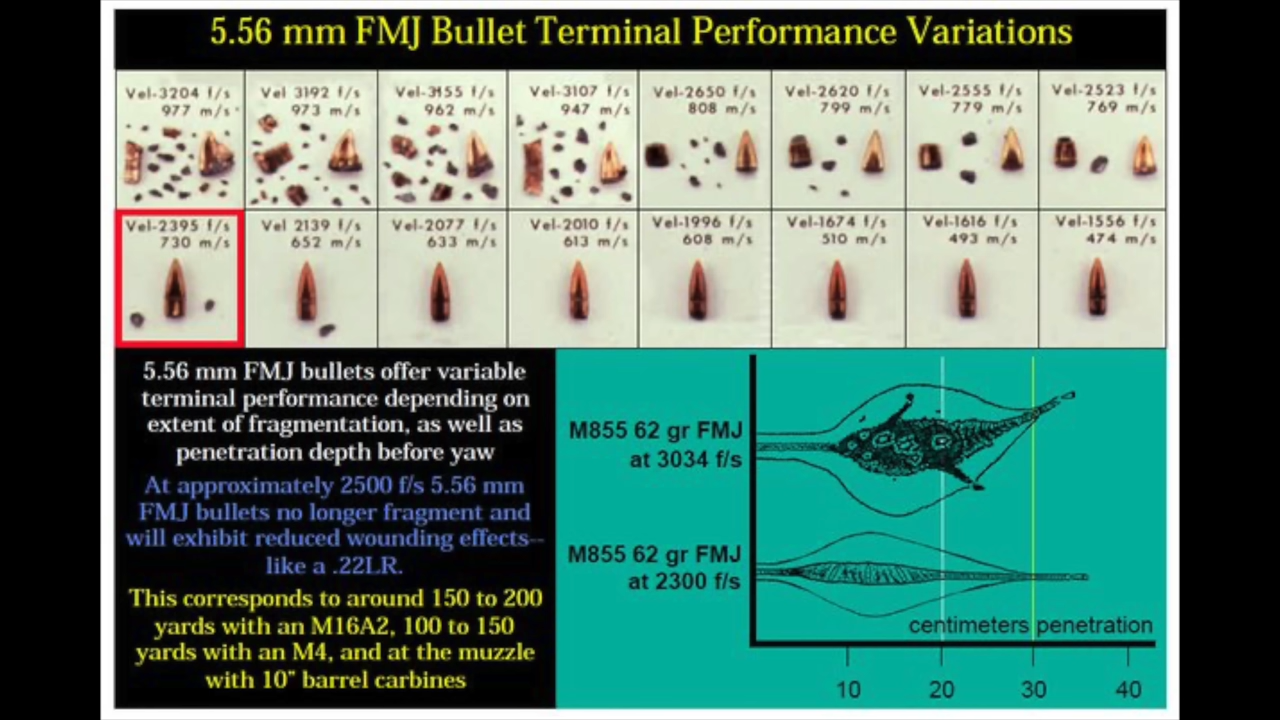 5.56 mm FMJ Bullet Terminal Performance Variations
Vel-3204 f/s
977 m/s
Vel 3192 f/s
973 m/s
Vel-3155 f/s
962 m/s
Vel-3107 f/s
947 m/s
Vel-2650 f/s
808 m/s
Vel-2620 f/s
799 m/s
Vel-2555 f/s
779 m/s
Vel-2523 f/s
769 m/s
Vel-2395 f/s
730 m/s
Vel 2139 f/s
652 m/s
Vel-2077 f/s
633 m/s
Vel-2010 f/s
613 m/s
Vel-1996 f/s
608 m/s
Vel-1674 f/s
510 m/s
Vel-1616 f/s
493 m/s
Vel-1556 f/s
474 m/s
5.56 mm FMJ bullets offer variable
terminal performance depending on
extent of fragmentation, as well as
penetration depth before yaw
At approximately 2500 f/s 5.56 mm
FMJ bullets no longer fragment and
will exhibit reduced wounding effects--
like a .22LR.
This corresponds to around 150 to 200
yards with an M16A2, 100 to 150
yards with an M4, and at the muzzle
with 10" barrel carbines
M855 62 gr FMJ
at 3034 f/s
M855 62 gr FMJ
at 2300 f/s
centimeters penetration
10
20
30
40